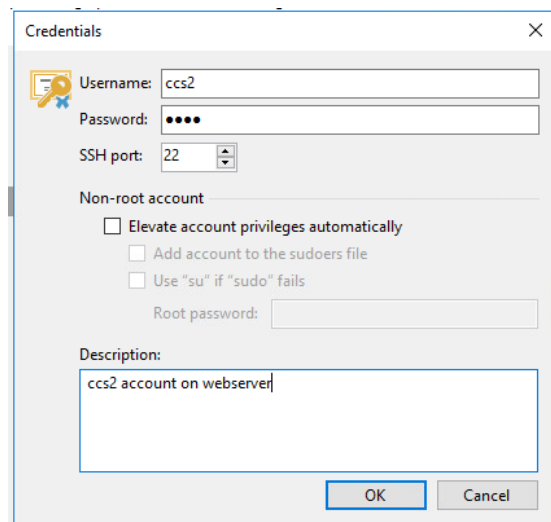 Credentials
Username: ccs2
Password: ●●●●
SSH port: 22
Non-root account
Elevate account privileges automatically
Add account to the sudoers file
Use "su" if "sudo" fails
Root password:
Description:
ccs2 account on webserver
OK Cancel